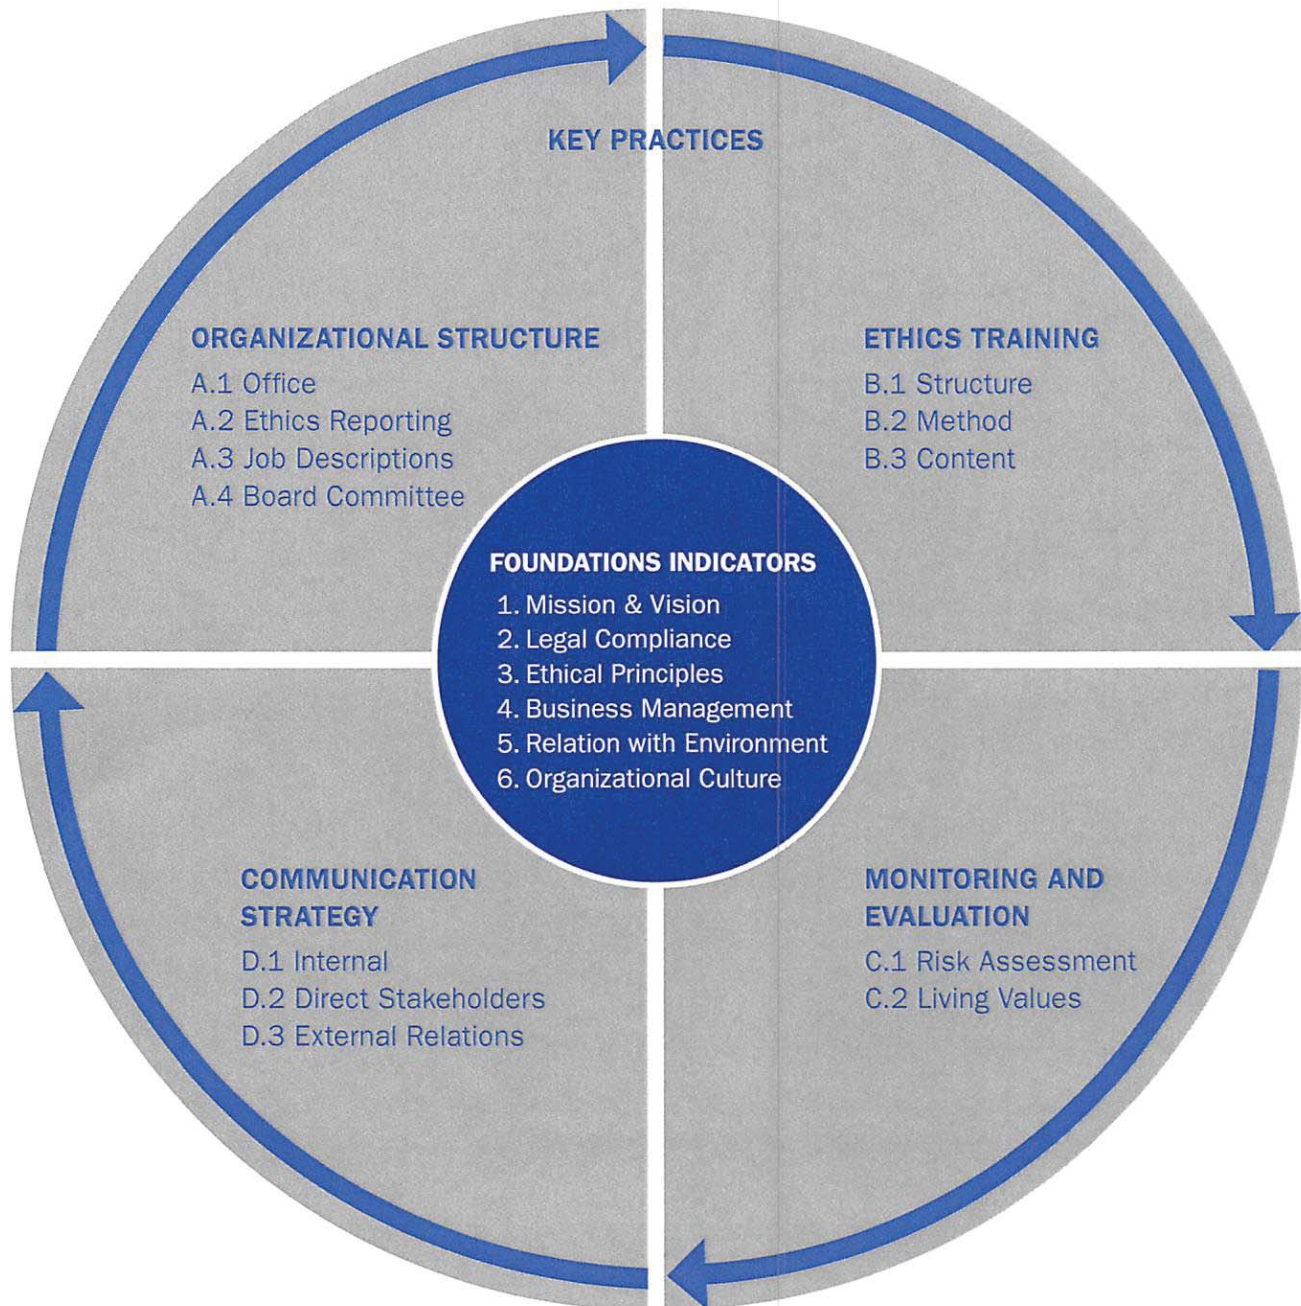 KEY PRACTICES
ORGANIZATIONAL STRUCTURE
A.1 Office
A.2 Ethics Reporting
A.3 Job Descriptions
A.4 Board Committee
ETHICS TRAINING
B.1 Structure
B.2 Method
B.3 Content
FOUNDATIONS INDICATORS
1. Mission & Vision
2. Legal Compliance
3. Ethical Principles
4. Business Management
5. Relation with Environment
6. Organizational Culture
COMMUNICATION
STRATEGY
D.1 Internal
D.2 Direct Stakeholders
D.3 External Relations
MONITORING AND
EVALUATION
C.1 Risk Assessment
C.2 Living Values